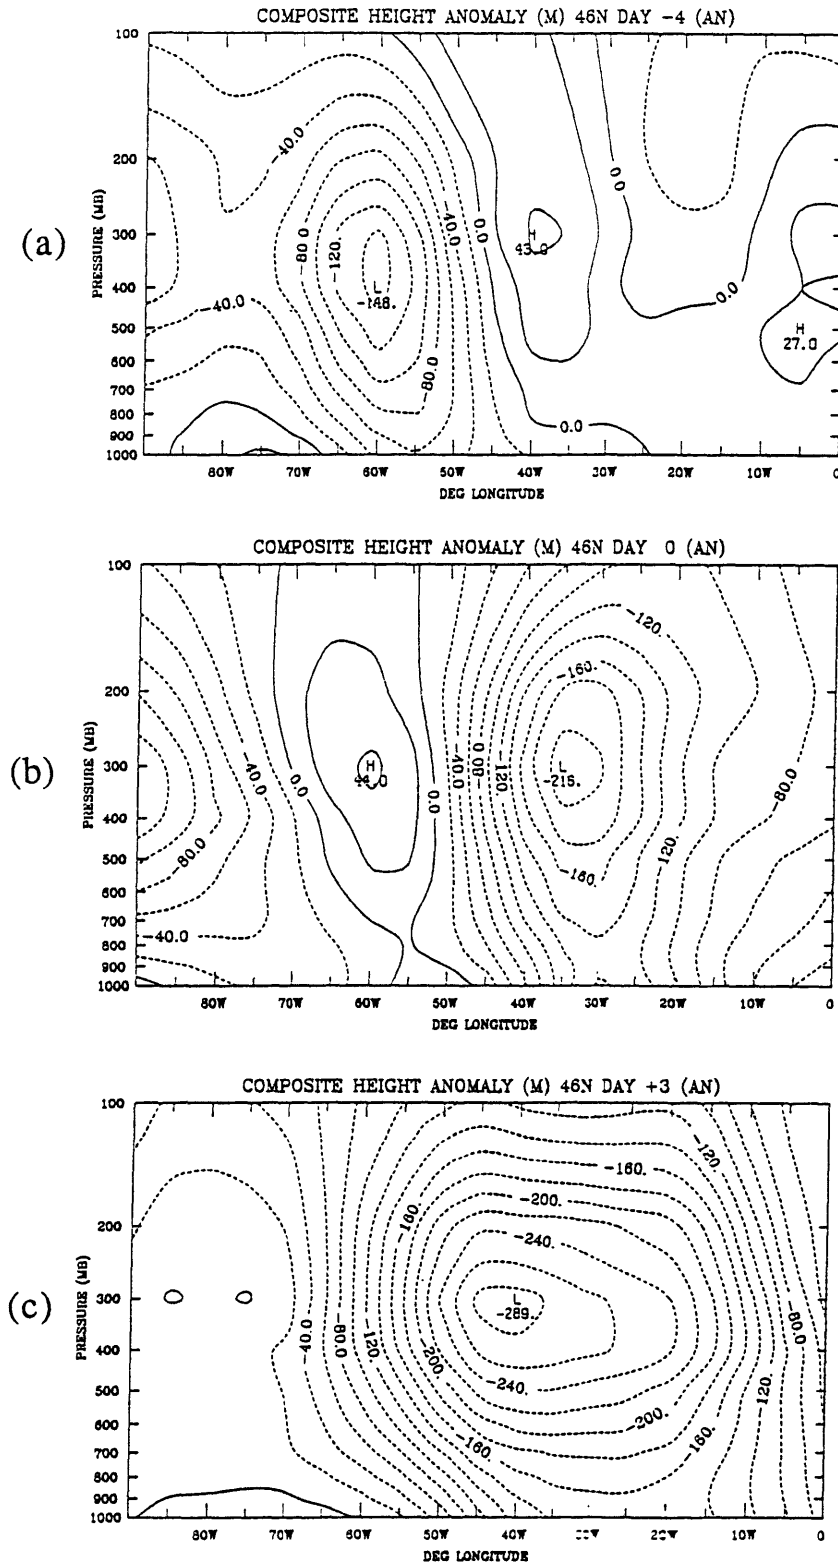 COMPOSITE HEIGHT ANOMALY (M) 46N DAY -4 (AN)
(a)
PRESSURE (MB)
100
200
300
400
500
600
700
800
900
1000
-40.0
-80.0
-120.
L
-148.
-40.0
-40.0
-80.0
0.0
H
43.0
0.0
0.0
0.0
H
27.0
80W
70W
60W
50W
40W
30W
20W
10W
0
DEG LONGITUDE
COMPOSITE HEIGHT ANOMALY (M) 46N DAY 0 (AN)
(b)
PRESSURE (MB)
100
200
300
400
500
600
700
800
900
1000
-40.0
-80.0
-40.0
0.0
H
44.0
0.0
-40.0
-80.0
-120
-120.
-160.
L
-216.
-160.
-120.
-80.0
80W
70W
60W
50W
40W
30W
20W
10W
0
DEG LONGITUDE
COMPOSITE HEIGHT ANOMALY (M) 46N DAY +3 (AN)
(c)
PRESSURE (MB)
100
200
300
400
500
600
700
800
900
1000
-120.
-160.
-200.
-240.
-160.
L
-289.
-40.0
-80.0
-120.
-200.
-240.
-200.
-160.
-160.
-120.
-80.0
80W
70W
60W
50W
40W
20W
10W
0
DEG LONGITUDE